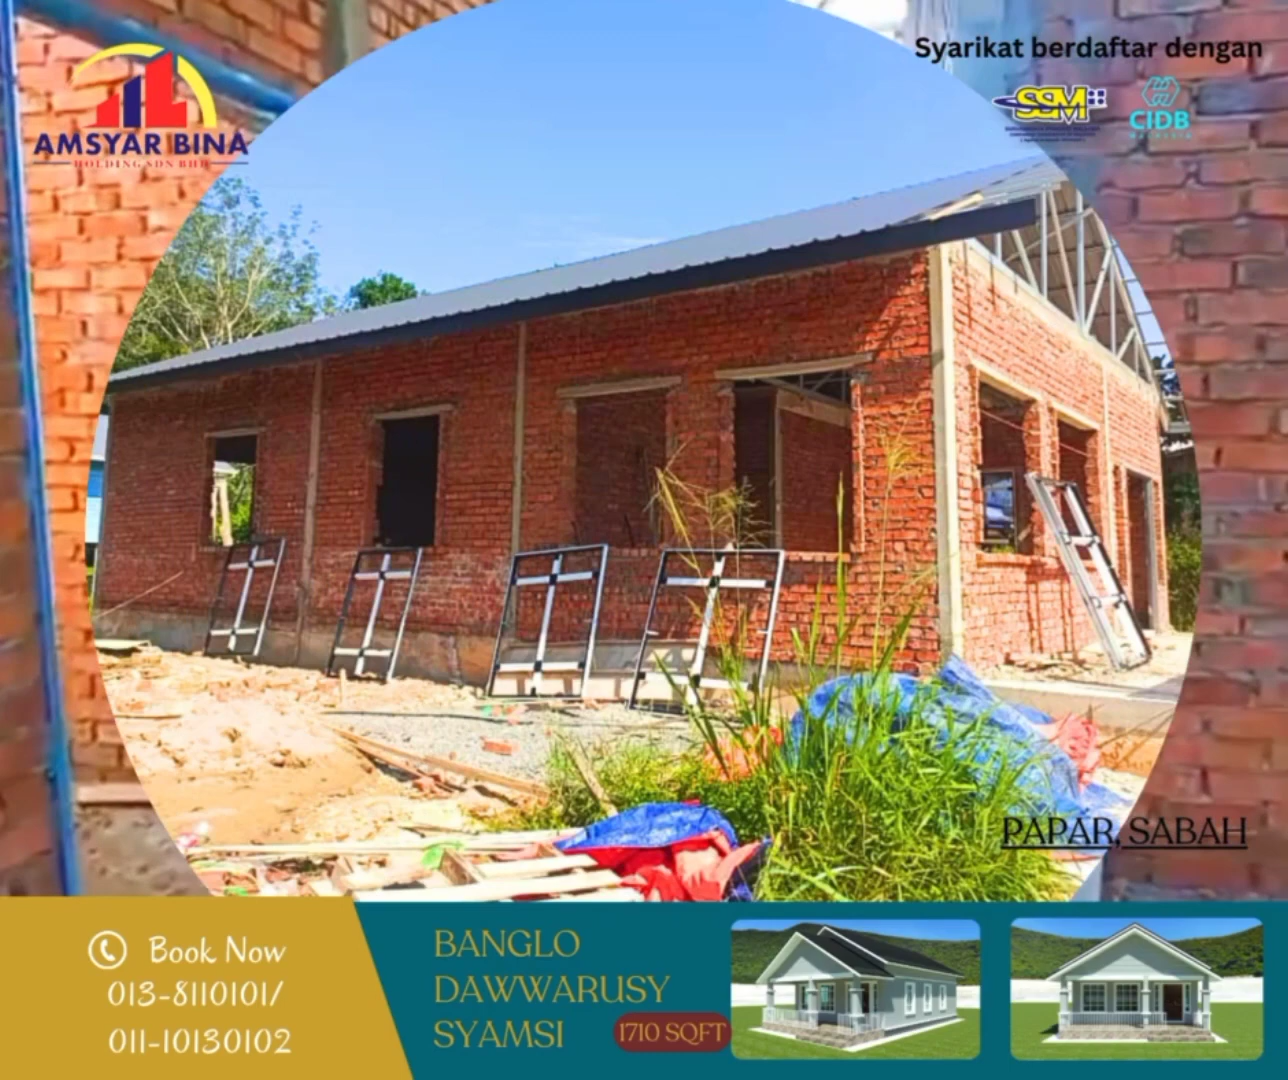 AMSYAR BINA
HOLDING SDN BHD
Syarikat berdaftar dengan
SSM
CIDB
MALAYSIA
PAPAR, SABAH
Book Now
013-8110101/
011-10130102
BANGLO
DAWWARUSY
SYAMSI
1710 SQFT